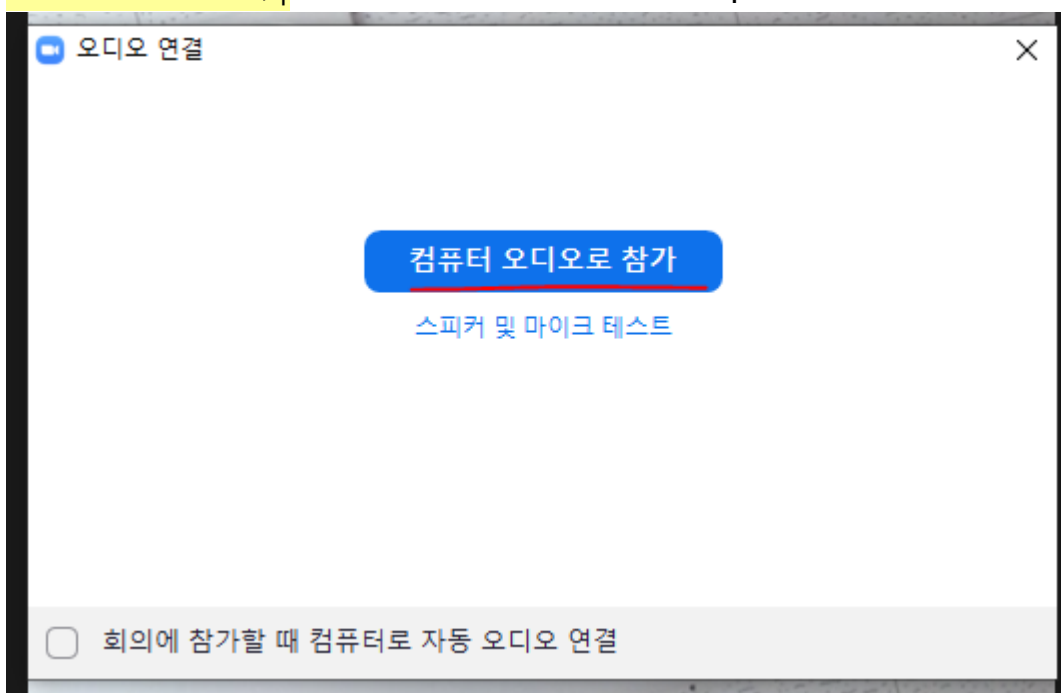 오디오 연결
컴퓨터 오디오로 참가
스피커 및 마이크 테스트
회의에 참가할 때 컴퓨터로 자동 오디오 연결